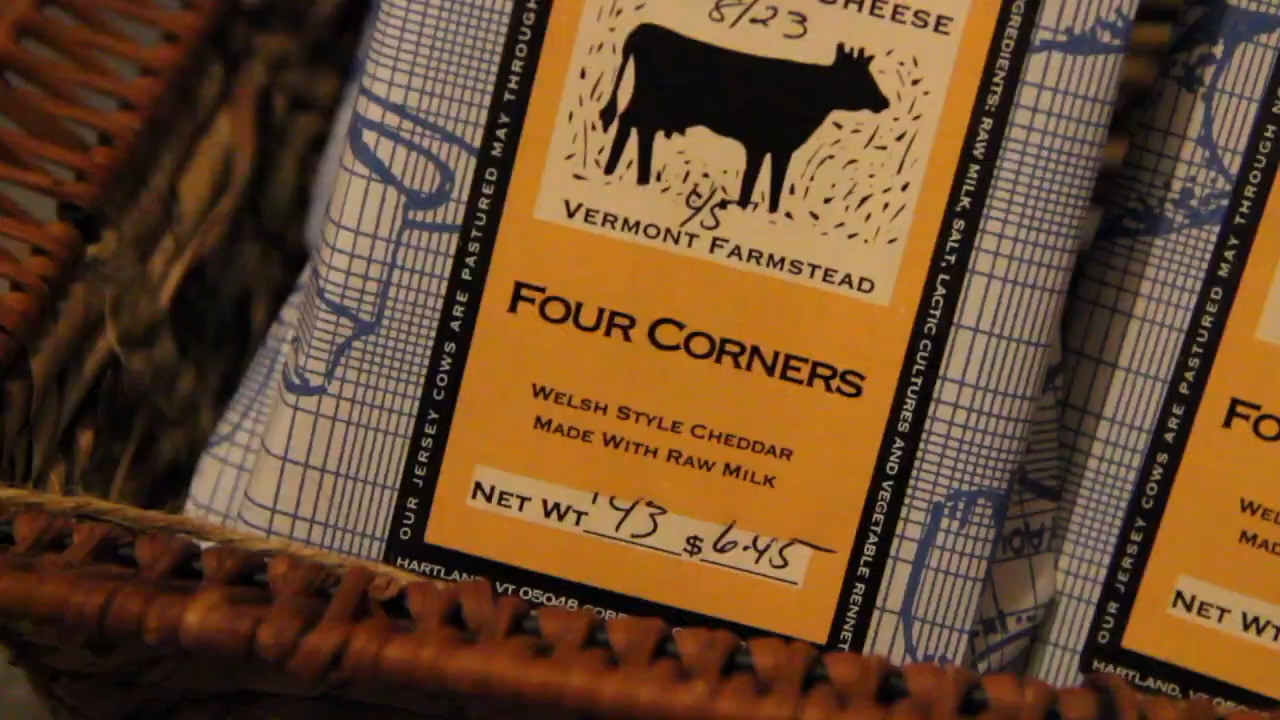 CHEESE
8/23
45
VERMONT FARMSTEAD
FOUR CORNERS
WELSH STYLE CHEDDAR
MADE WITH RAW MILK
NET WT 43 $6.45
OUR JERSEY COWS ARE PASTURED MAY THROUGH
INGREDIENTS: RAW MILK, SALT, LACTIC CULTURES AND VEGETABLE RENNET
HARTLAND, VT 05048
OUR JERSEY COWS ARE PASTURED MAY THROUGH
NET WT
HARTLAND, VT